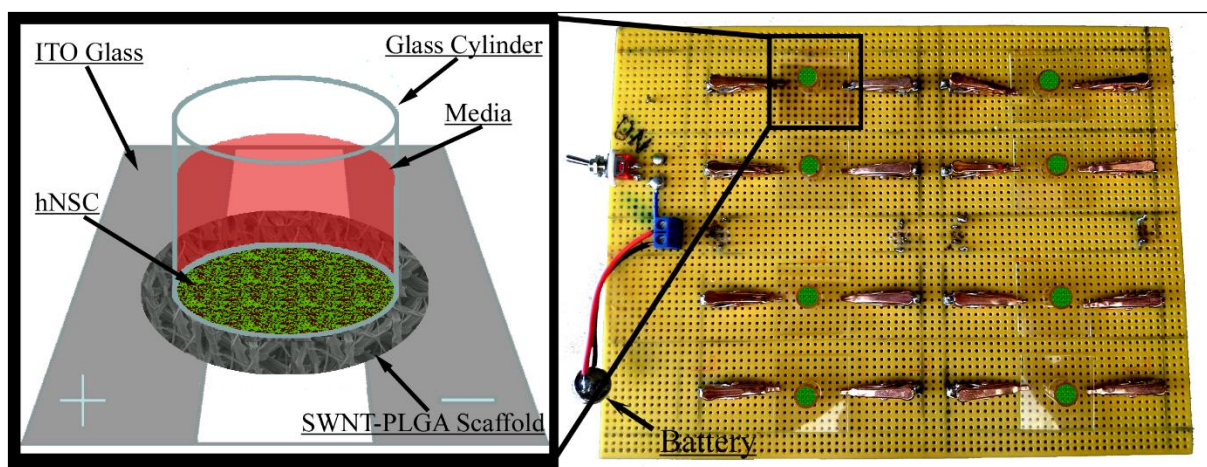 ITO Glass
Glass Cylinder
Media
hNSC
SWNT-PLGA Scaffold
+
—
ON
Battery